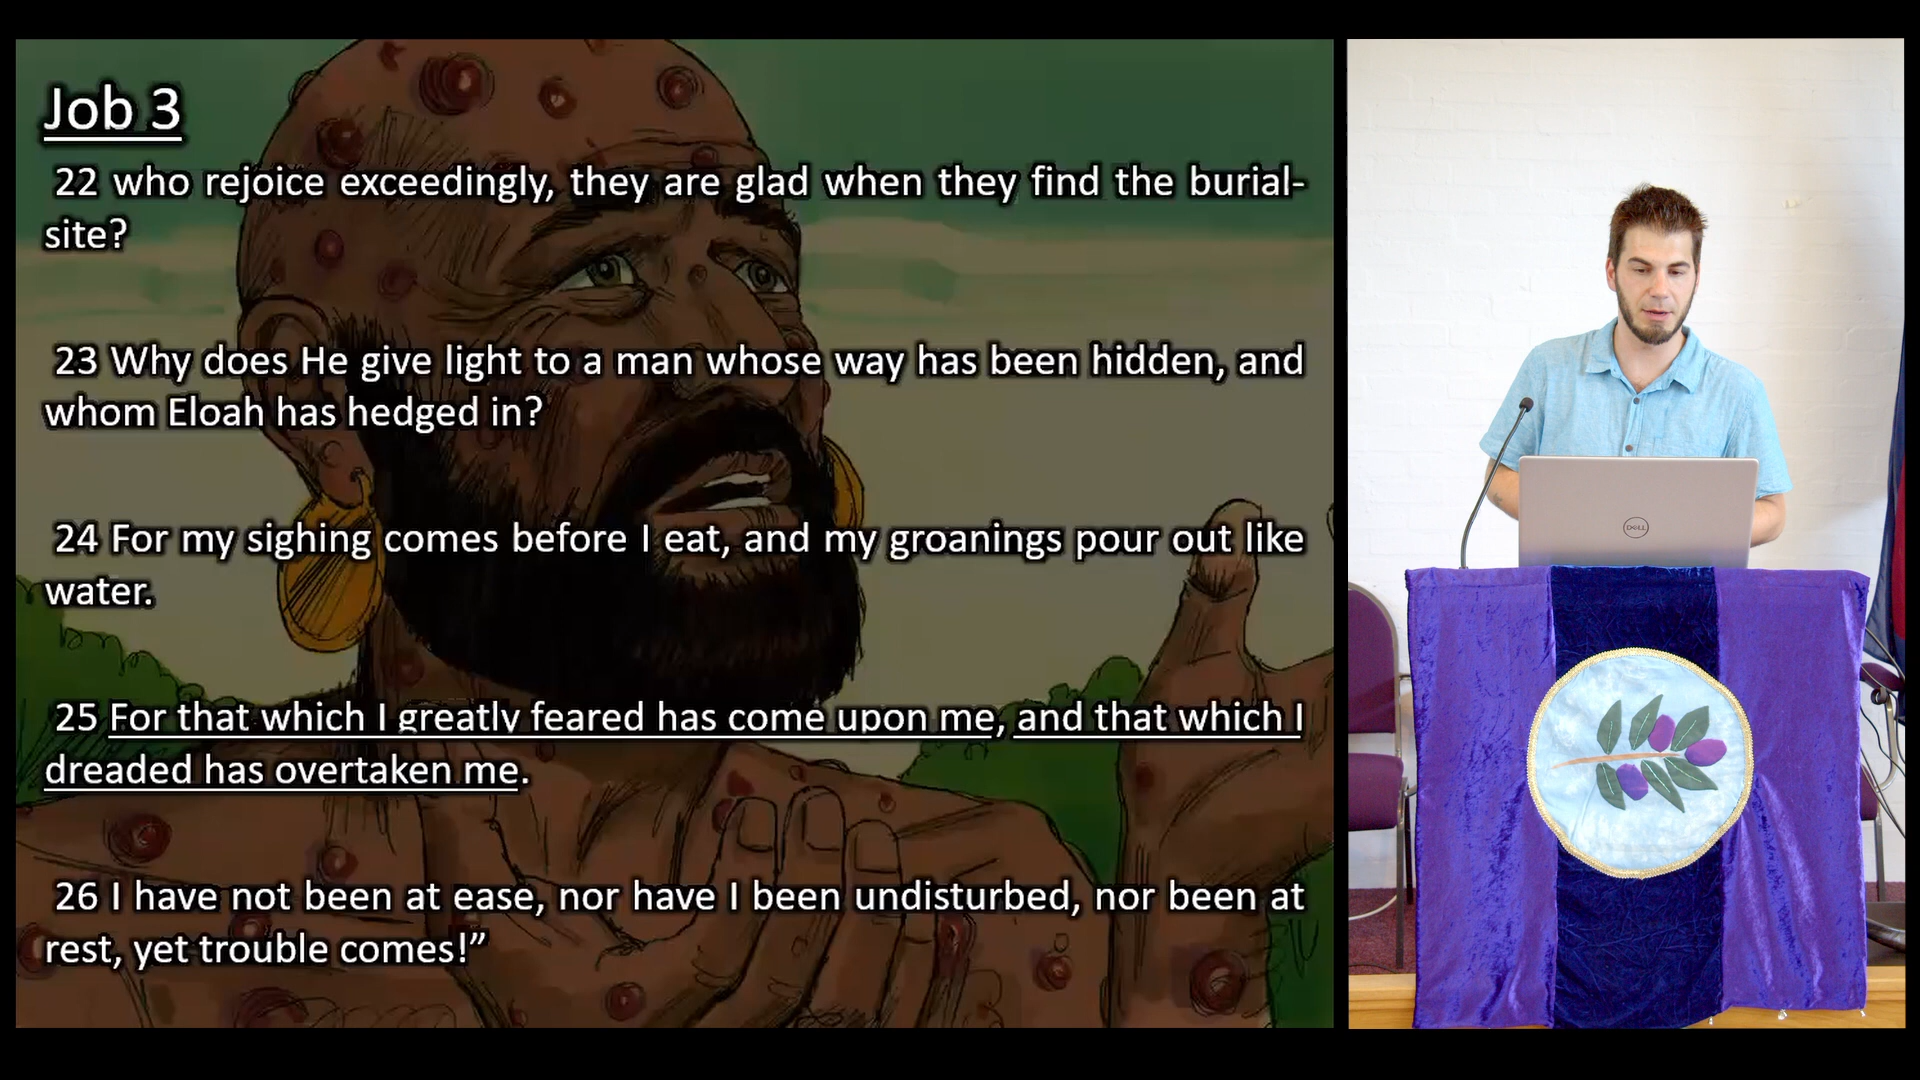 Job 3
22 who rejoice exceedingly, they are glad when they find the burial-
site?
23 Why does He give light to a man whose way has been hidden, and
whom Eloah has hedged in?
24 For my sighing comes before I eat, and my groanings pour out like
water.
25 For that which I greatly feared has come upon me, and that which I
dreaded has overtaken me.
26 I have not been at ease, nor have I been undisturbed, nor been at
rest, yet trouble comes!”
DELL